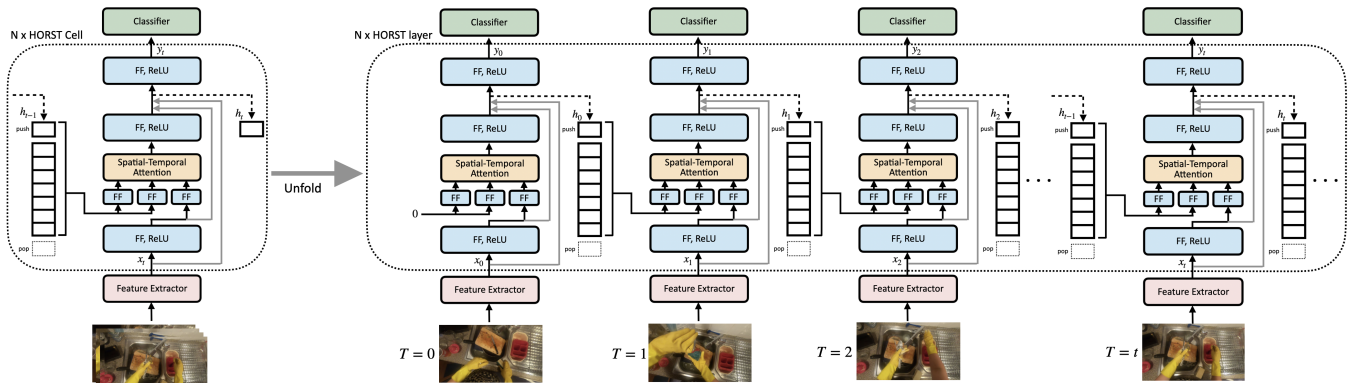 Classifier
N x HORST Cell
y_t
FF, ReLU
h_{t-1}
h_t
push
FF, ReLU
Spatial-Temporal
Attention
FF FF FF
FF, ReLU
pop
x_t
Feature Extractor
Unfold
N x HORST layer
Classifier
y_0
FF, ReLU
h_0
push
FF, ReLU
Spatial-Temporal
Attention
FF FF FF
0
FF, ReLU
pop
x_0
Feature Extractor
T = 0
Classifier
y_1
FF, ReLU
h_1
push
FF, ReLU
Spatial-Temporal
Attention
FF FF FF
FF, ReLU
pop
x_1
Feature Extractor
T = 1
Classifier
y_2
FF, ReLU
h_2
push
FF, ReLU
Spatial-Temporal
Attention
FF FF FF
FF, ReLU
pop
x_2
Feature Extractor
T = 2
. . .
Classifier
y_t
FF, ReLU
h_{t-1}
h_t
push
push
FF, ReLU
Spatial-Temporal
Attention
FF FF FF
FF, ReLU
pop
pop
x_t
Feature Extractor
T = t
. . .